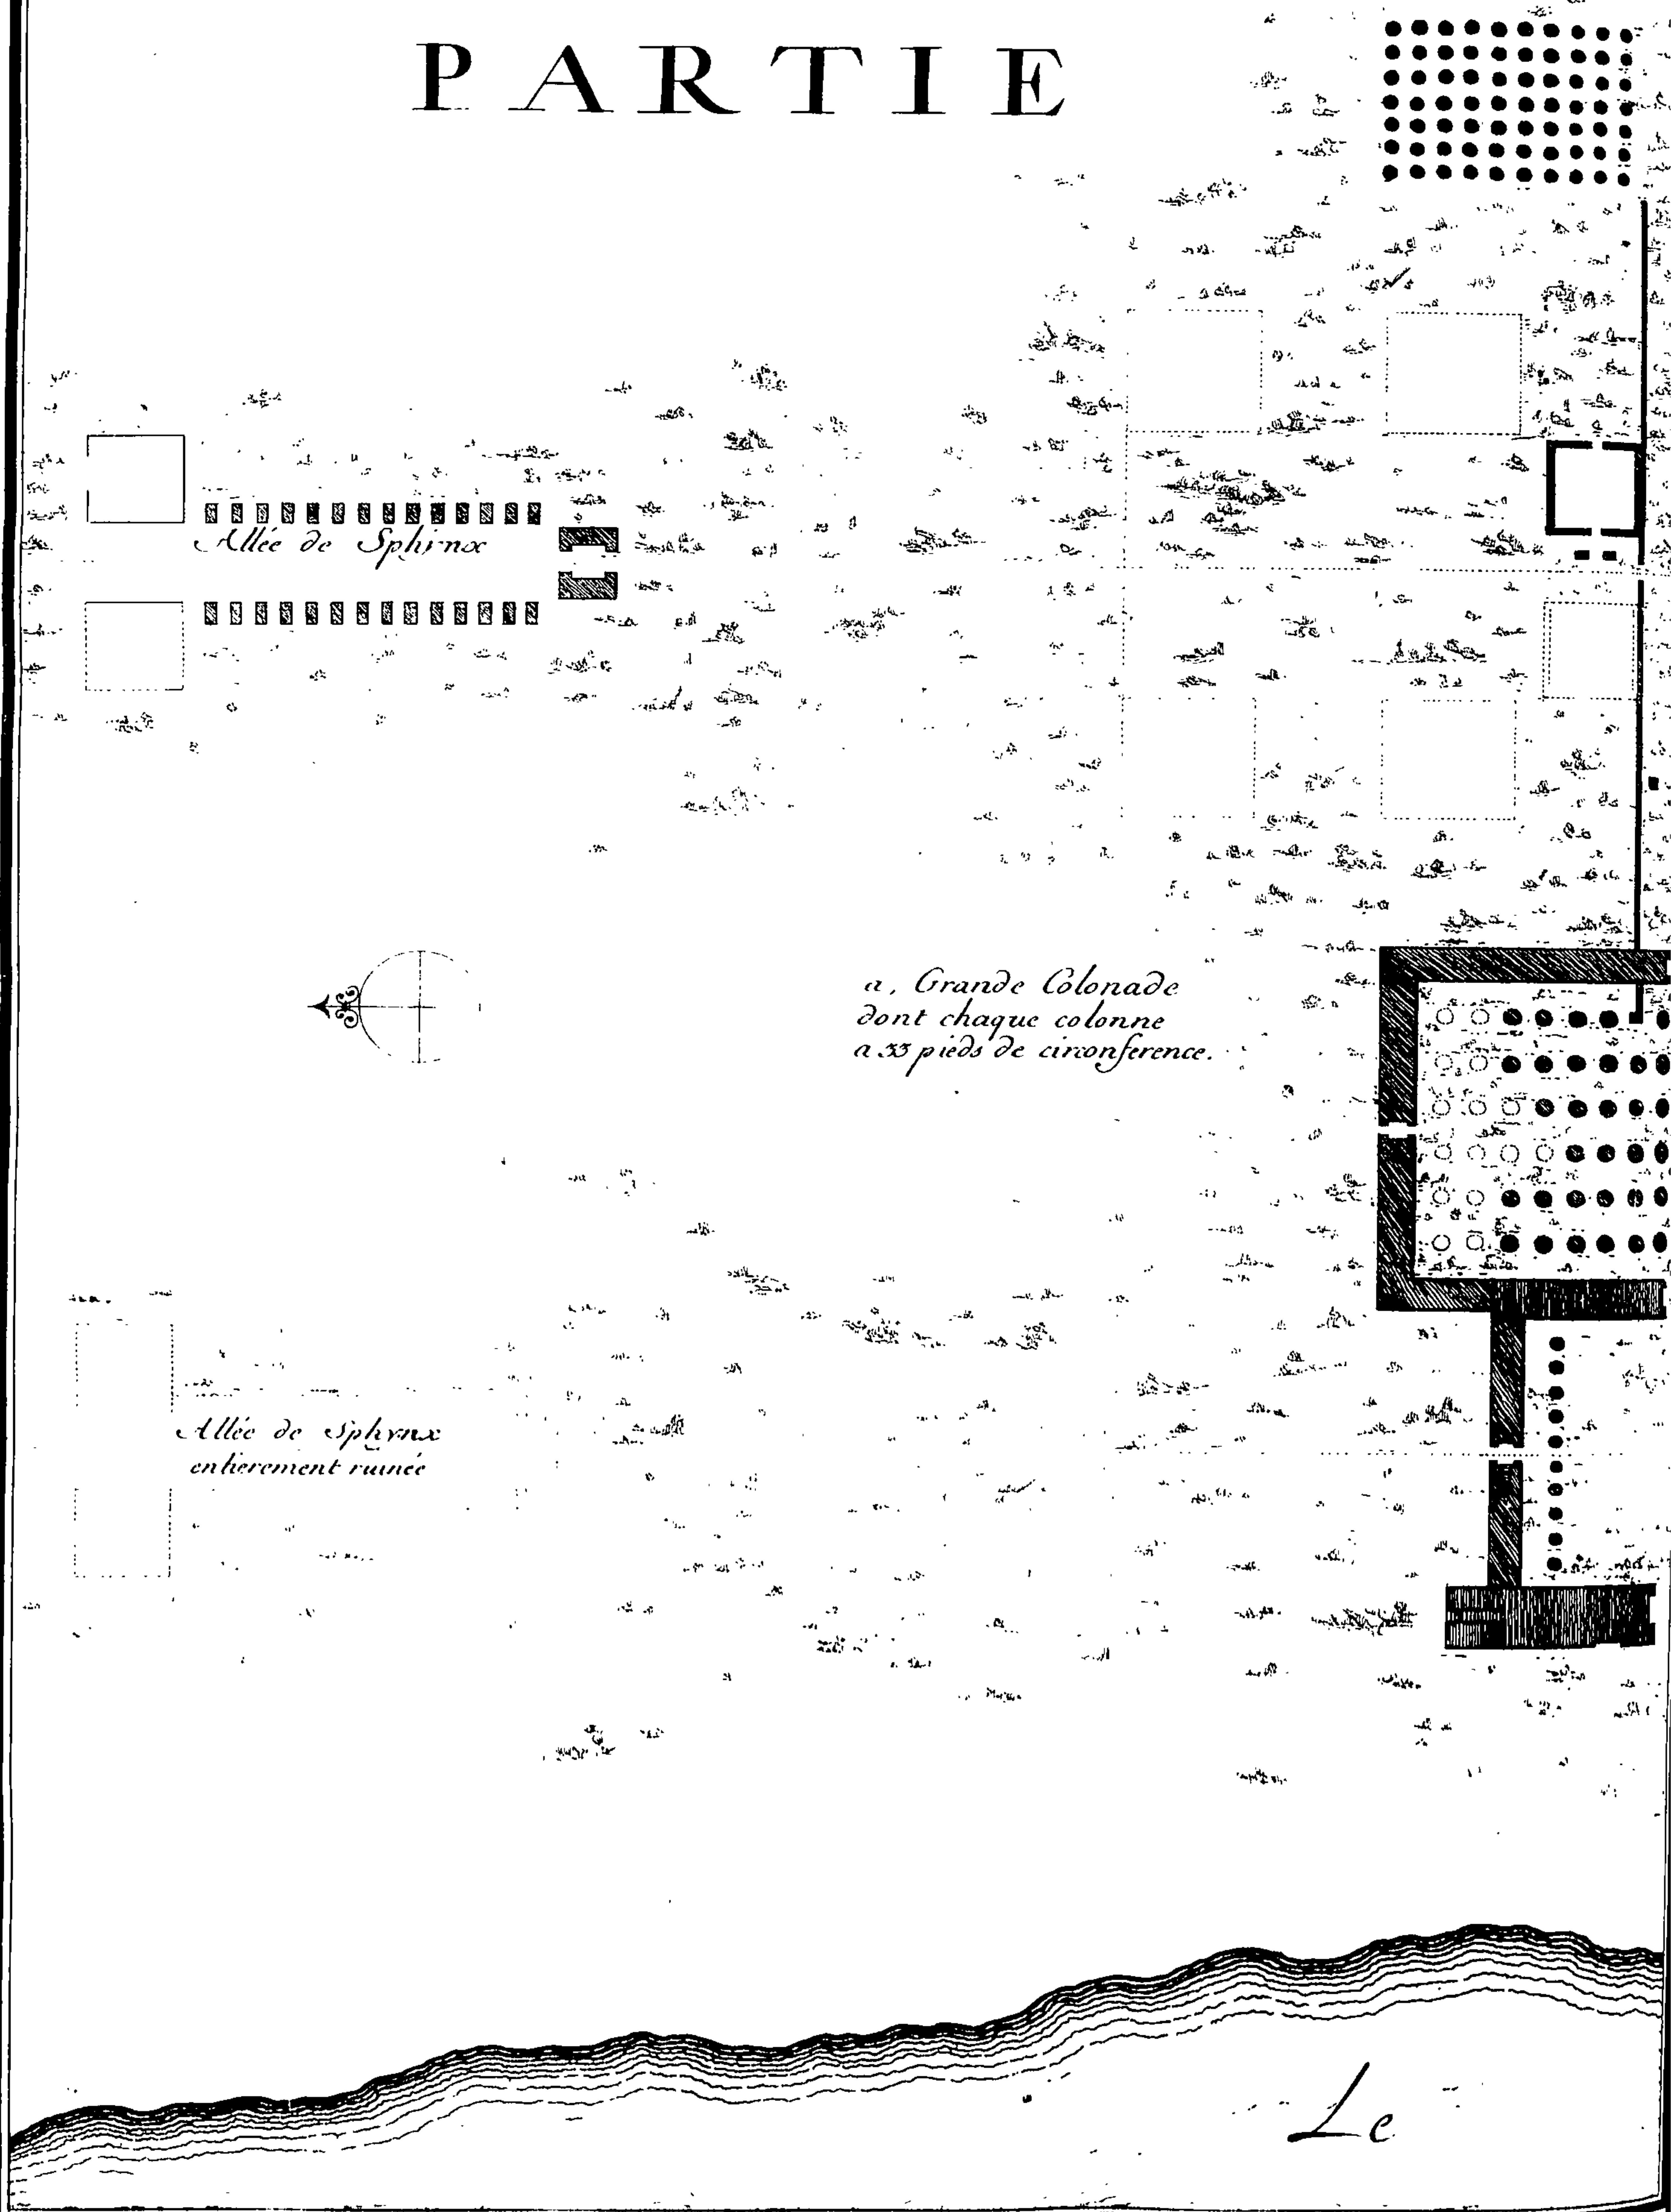 PARTIE
Allée de Sphinx
a, Grande Colonade
dont chaque colonne
a 33 pieds de circonference.
Allée de Sphynx
entierement ruinée
Le